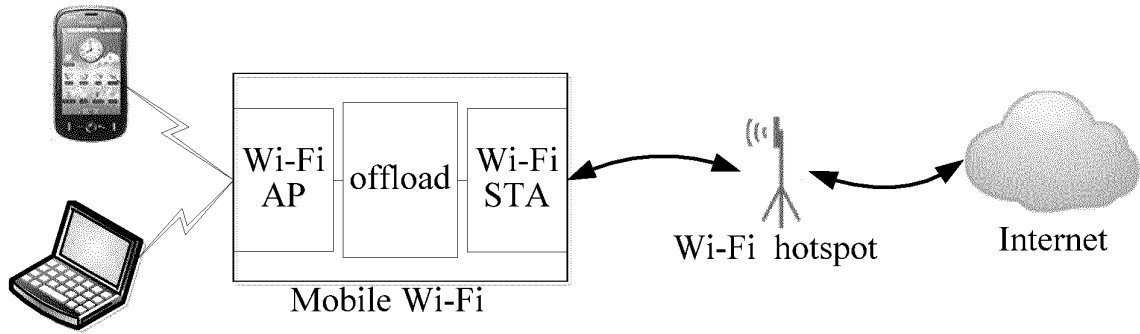 Wi-Fi
AP
offload
Wi-Fi
STA
Mobile Wi-Fi
Wi-Fi hotspot
Internet